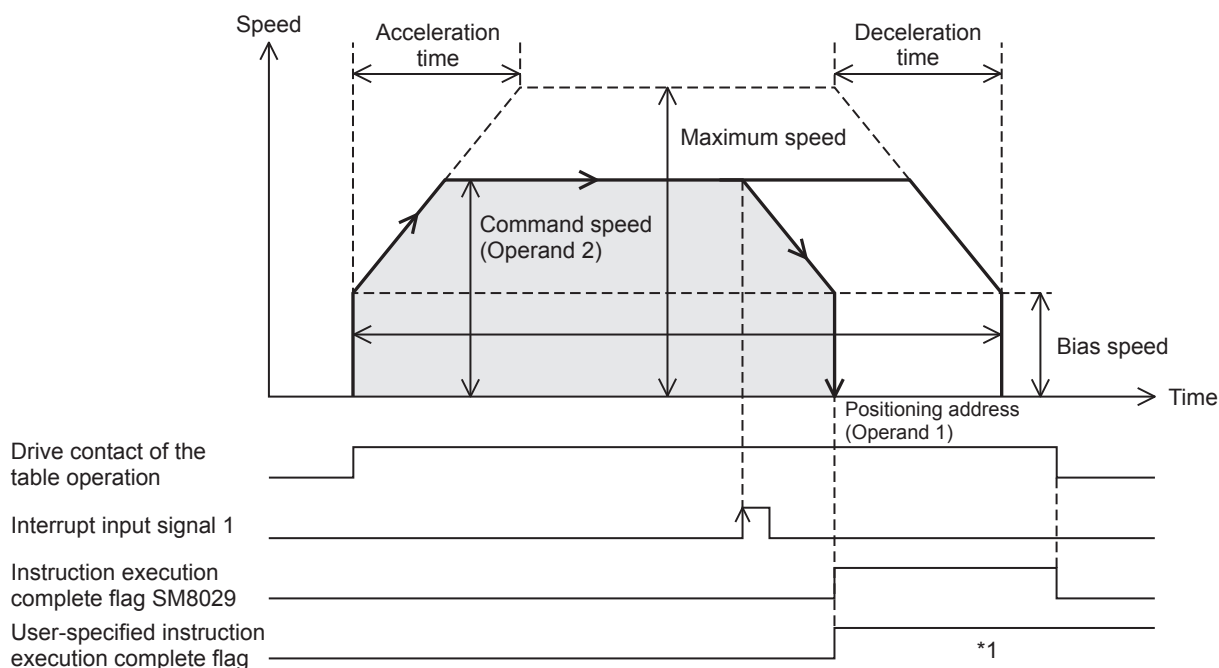 Speed
Acceleration
time
Deceleration
time
Maximum speed
Command speed
(Operand 2)
Bias speed
Time
Positioning address
(Operand 1)
Drive contact of the
table operation
Interrupt input signal 1
Instruction execution
complete flag SM8029
User-specified instruction
execution complete flag
*1